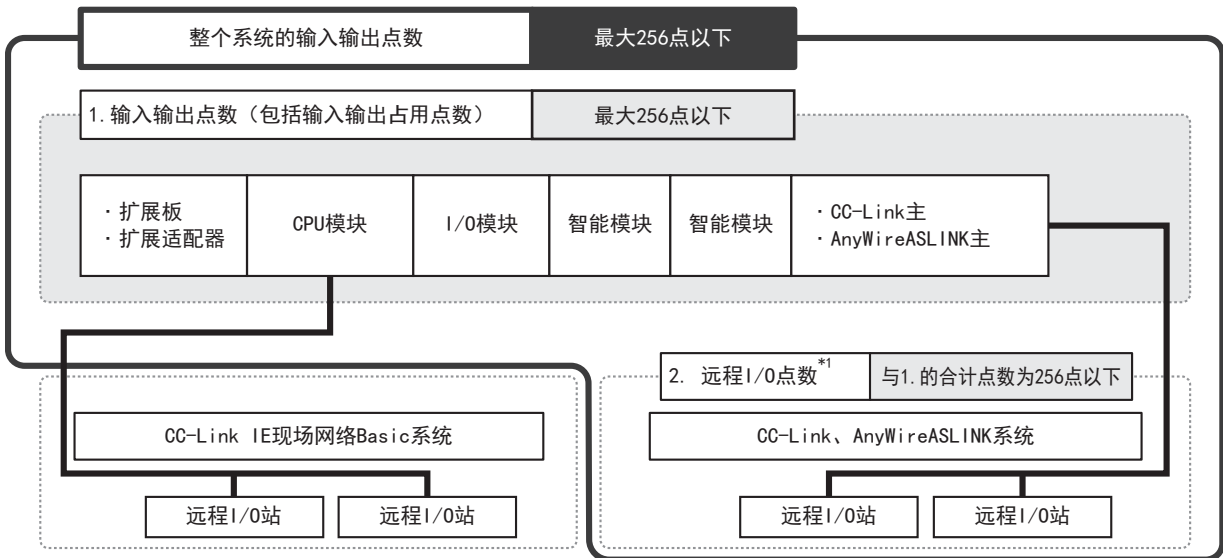 整个系统的输入输出点数 最大256点以下
1.输入输出点数（包括输入输出占用点数） 最大256点以下
·扩展板
·扩展适配器
CPU模块
I/O模块
智能模块
智能模块
·CC-Link主
·AnyWireASLINK主
2. 远程I/O点数*1 与1.的合计点数为256点以下
CC-Link IE现场网络Basic系统
CC-Link、AnyWireASLINK系统
远程I/O站
远程I/O站
远程I/O站
远程I/O站